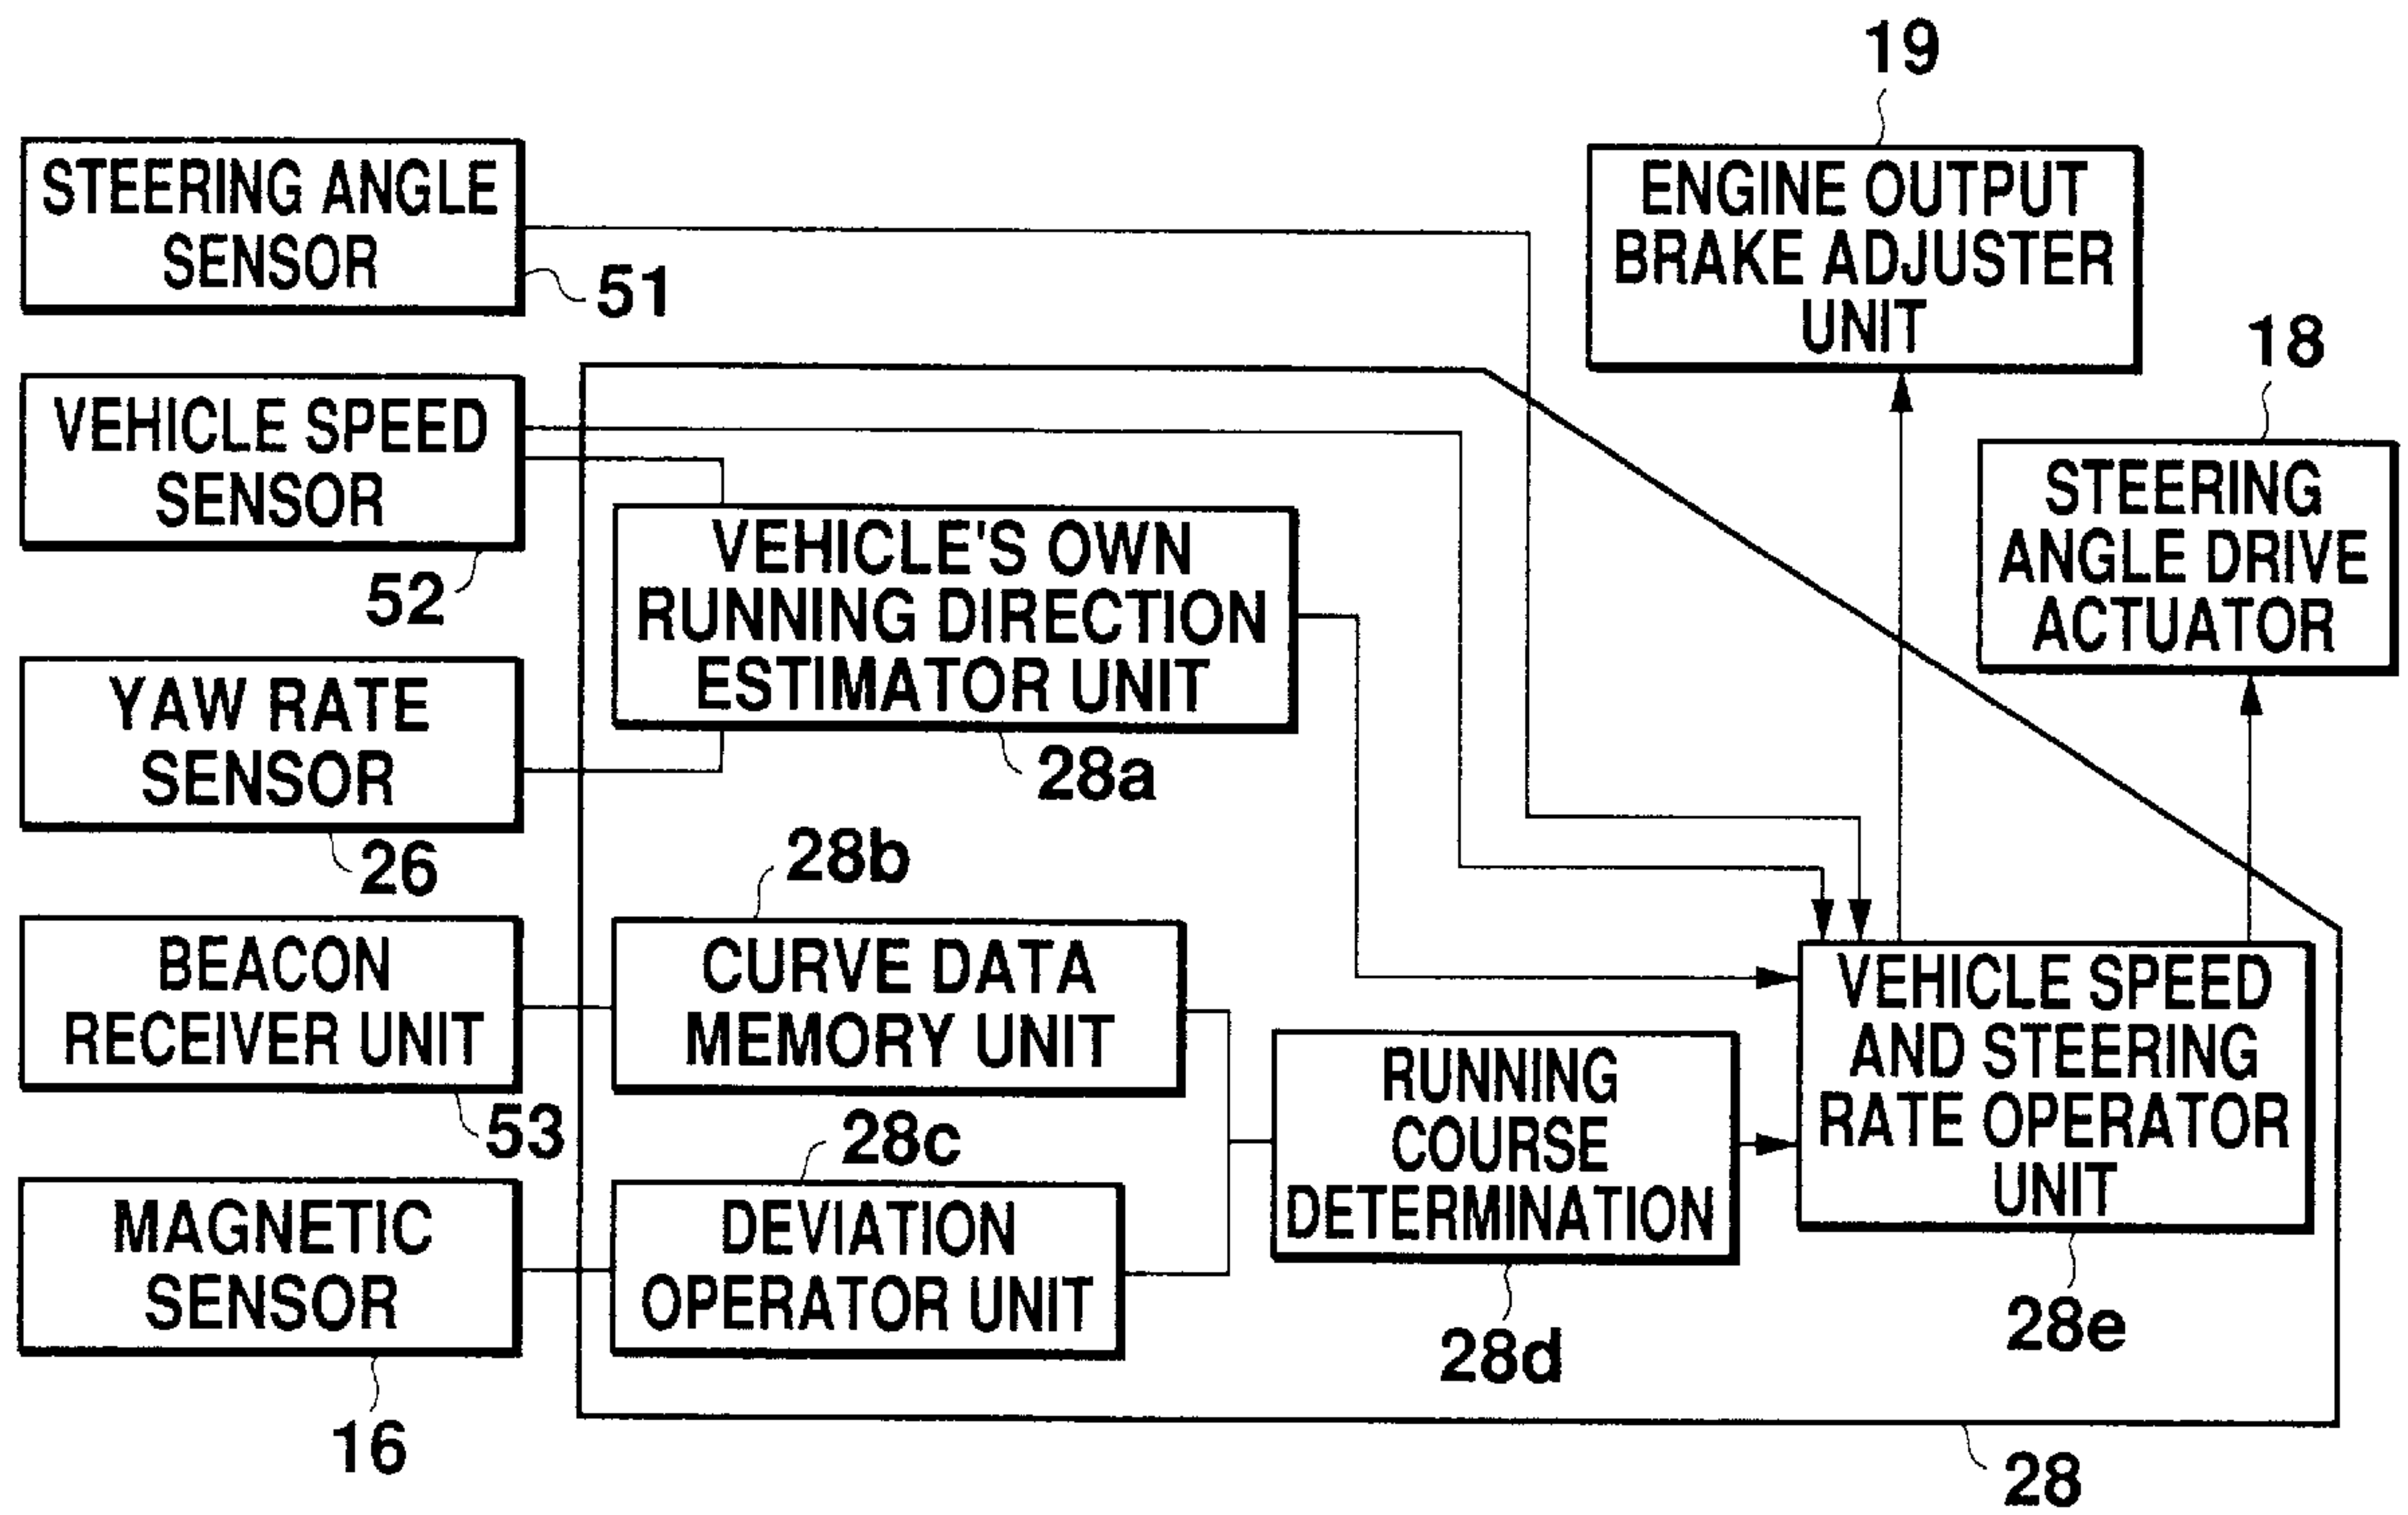 19
STEERING ANGLE
SENSOR
51
ENGINE OUTPUT
BRAKE ADJUSTER
UNIT
18
VEHICLE SPEED
SENSOR
52
STEERING
ANGLE DRIVE
ACTUATOR
VEHICLE'S OWN
RUNNING DIRECTION
ESTIMATOR UNIT
28a
YAW RATE
SENSOR
26
28b
BEACON
RECEIVER UNIT
53
CURVE DATA
MEMORY UNIT
28c
RUNNING
COURSE
DETERMINATION
28d
VEHICLE SPEED
AND STEERING
RATE OPERATOR
UNIT
28e
MAGNETIC
SENSOR
16
DEVIATION
OPERATOR UNIT
28